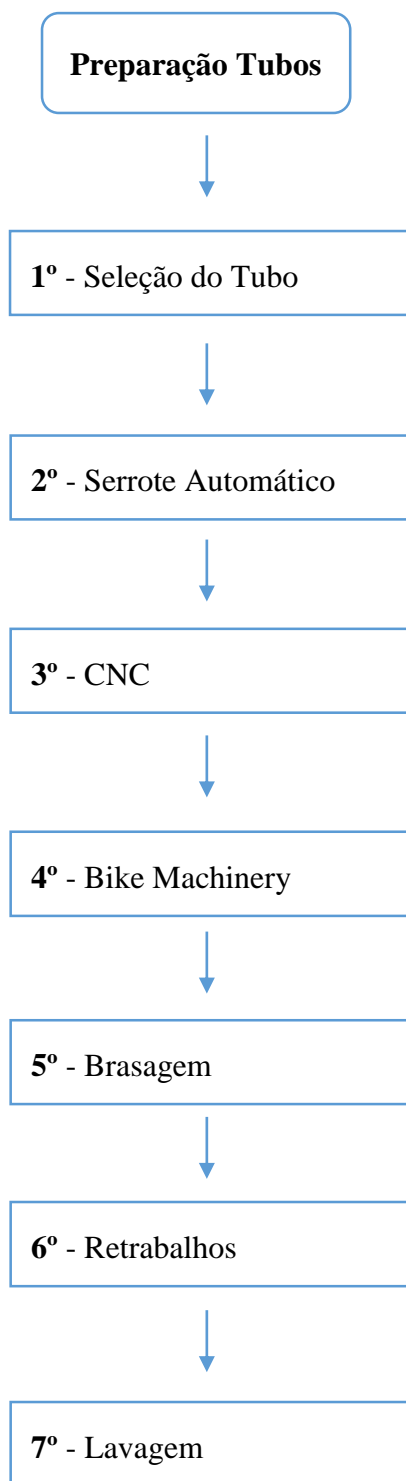 Preparação Tubos
1º - Seleção do Tubo
2º - Serrote Automático
3º - CNC
4º - Bike Machinery
5º - Brasagem
6º - Retrabalhos
7º - Lavagem